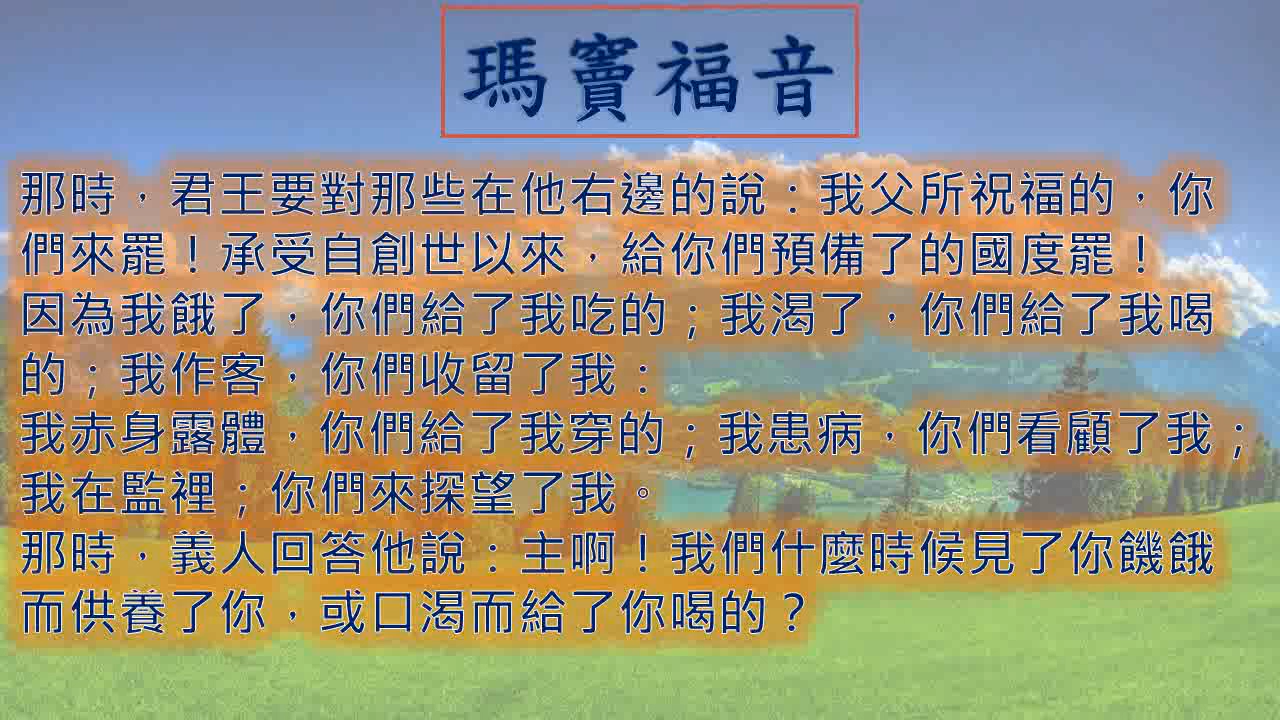 瑪竇福音
那時，君王要對那些在他右邊的說：我父所祝福的，你
們來罷！承受自創世以來，給你們預備了的國度罷！
因為我餓了，你們給了我吃的；我渴了，你們給了我喝
的；我作客，你們收留了我：
我赤身露體，你們給了我穿的；我患病，你們看顧了我；
我在監裡；你們來探望了我。
那時，義人回答他說：主啊！我們什麼時候見了你饑餓
而供養了你，或口渴而給了你喝的？